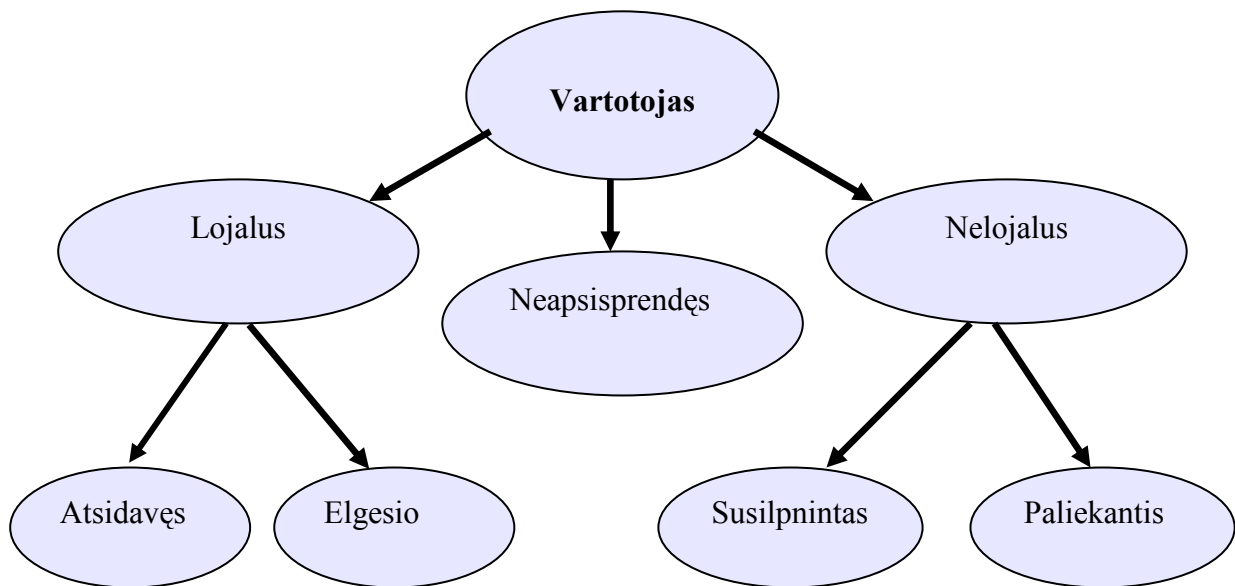 Vartotojas
Lojalus
Nelojalus
Neapsisprendęs
Atsidavęs
Elgesio
Susilpnintas
Paliekantis